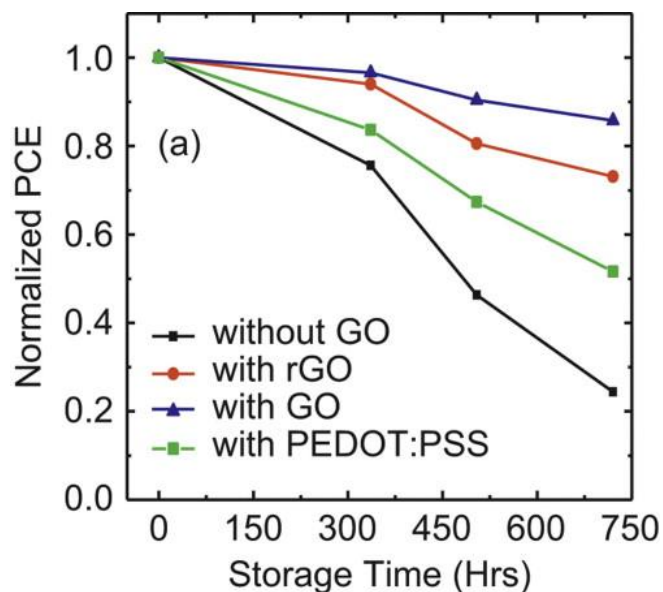 1.0
0.8
0.6
0.4
0.2
0.0
Normalized PCE
(a)
without GO
with rGO
with GO
with PEDOT:PSS
0 150 300 450 600 750
Storage Time (Hrs)